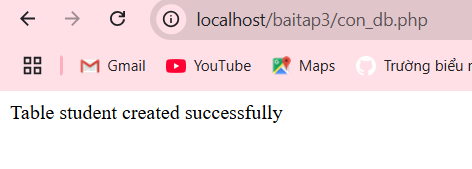 localhost/baitap3/con_db.php
Gmail YouTube Maps Trường biểu
Table student created successfully